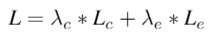 L = λ_c * L_c + λ_e * L_e